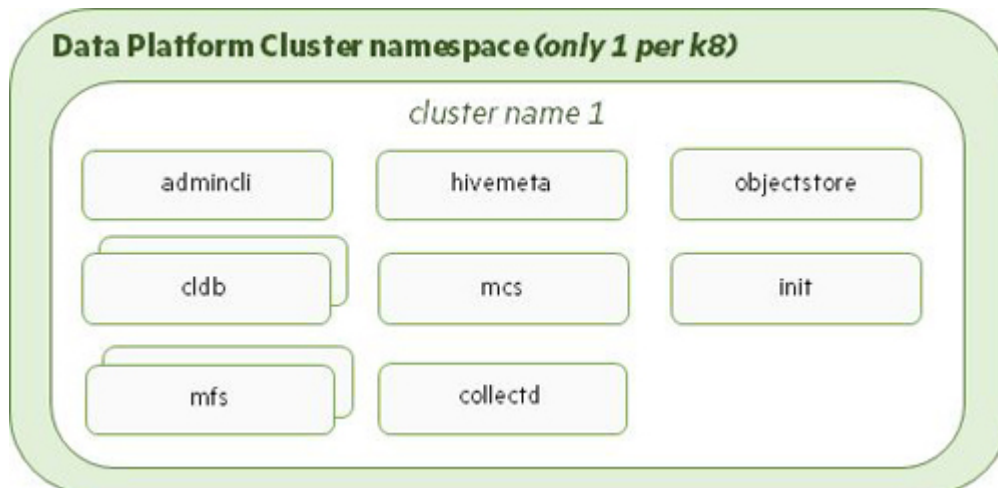 Data Platform Cluster namespace (only 1 per k8)
cluster name 1
admincli
hivemeta
objectstore
cldb
mcs
init
mfs
collectd